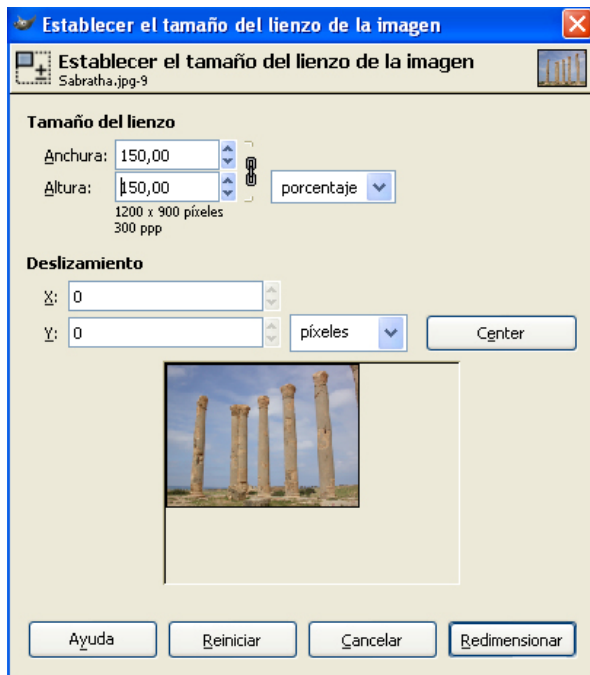 Establecer el tamaño del lienzo de la imagen
Establecer el tamaño del lienzo de la imagen
Sabratha.jpg-9
Tamaño del lienzo
Anchura: 150,00
Altura: 150,00 porcentaje
1200 x 900 píxeles
300 ppp
Deslizamiento
X: 0
Y: 0 píxeles Center
Ayuda Reiniciar Cancelar Redimensionar